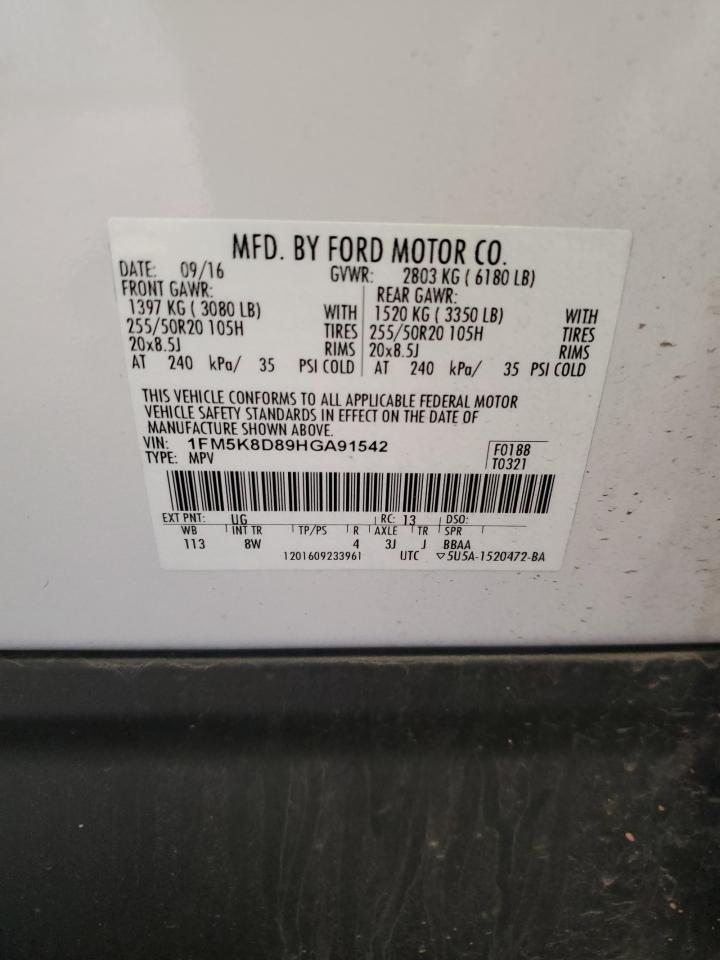 MFD. BY FORD MOTOR CO.
DATE: 09/16 GVWR: 2803 KG ( 6180 LB)
FRONT GAWR: REAR GAWR:
1397 KG ( 3080 LB) WITH 1520 KG ( 3350 LB) WITH
255/50R20 105H TIRES 255/50R20 105H TIRES
20x8.5J RIMS 20x8.5J RIMS
AT 240 kPa/ 35 PSI COLD AT 240 kPa/ 35 PSI COLD
THIS VEHICLE CONFORMS TO ALL APPLICABLE FEDERAL MOTOR
VEHICLE SAFETY STANDARDS IN EFFECT ON THE DATE OF
MANUFACTURE SHOWN ABOVE.
VIN: 1FM5K8D89HGA91542 F0188
TYPE: MPV T0321
EXT PNT: UG RC: 13 DSO:
WB INT TR TP/PS R AXLE TR SPR
113 8W 4 3J J BBAA
1201609233961 UTC ▽5U5A-1520472-BA